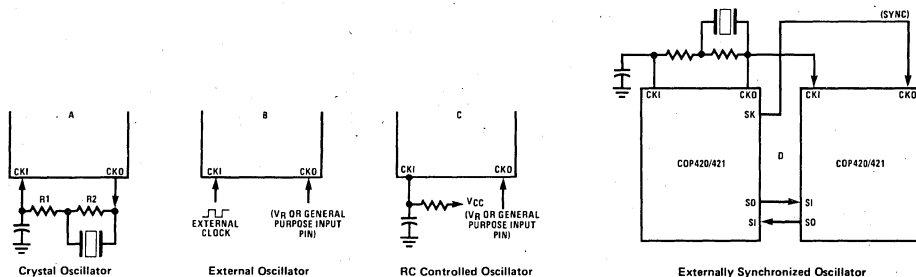 A
CKI
CKO
R1
R2
Crystal Oscillator
B
CKI
CKO
EXTERNAL
CLOCK
(VR OR GENERAL
PURPOSE INPUT
PIN)
External Oscillator
C
CKI
CKO
VCC
(VR OR GENERAL
PURPOSE INPUT
PIN)
RC Controlled Oscillator
(SYNC)
CKI
CKO
CKI
CKO
SK
COP420/421
D
COP420/421
SO
SI
SI
SO
Externally Synchronized Oscillator